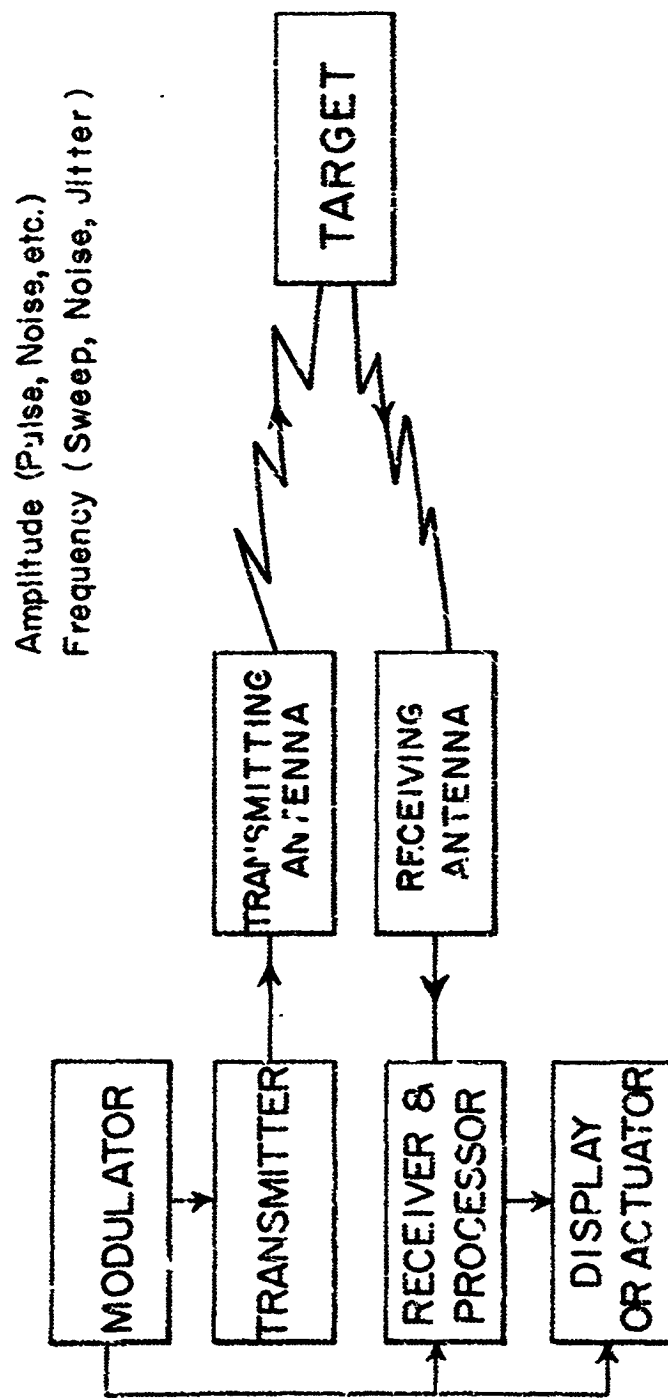 Amplitude (Pulse, Noise, etc.)
Frequency (Sweep, Noise, Jitter)
MODULATOR
TRANSMITTER
TRANSMITTING
ANTENNA
TARGET
RECEIVING
ANTENNA
RECEIVER &
PROCESSOR
DISPLAY
OR ACTUATOR